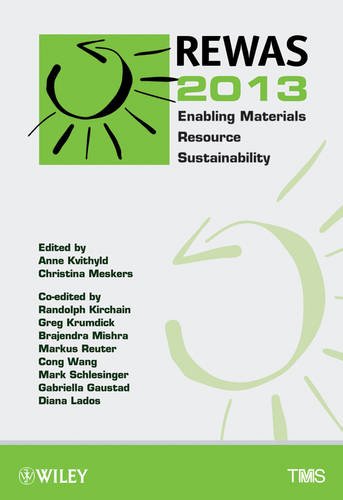 REWAS
2013
Enabling Materials
Resource
Sustainability
Edited by
Anne Kvithyld
Christina Meskers
Co-edited by
Randolph Kirchain
Greg Krumdick
Brajendra Mishra
Markus Reuter
Cong Wang
Mark Schlesinger
Gabriella Gaustad
Diana Lados
WILEY
TMS